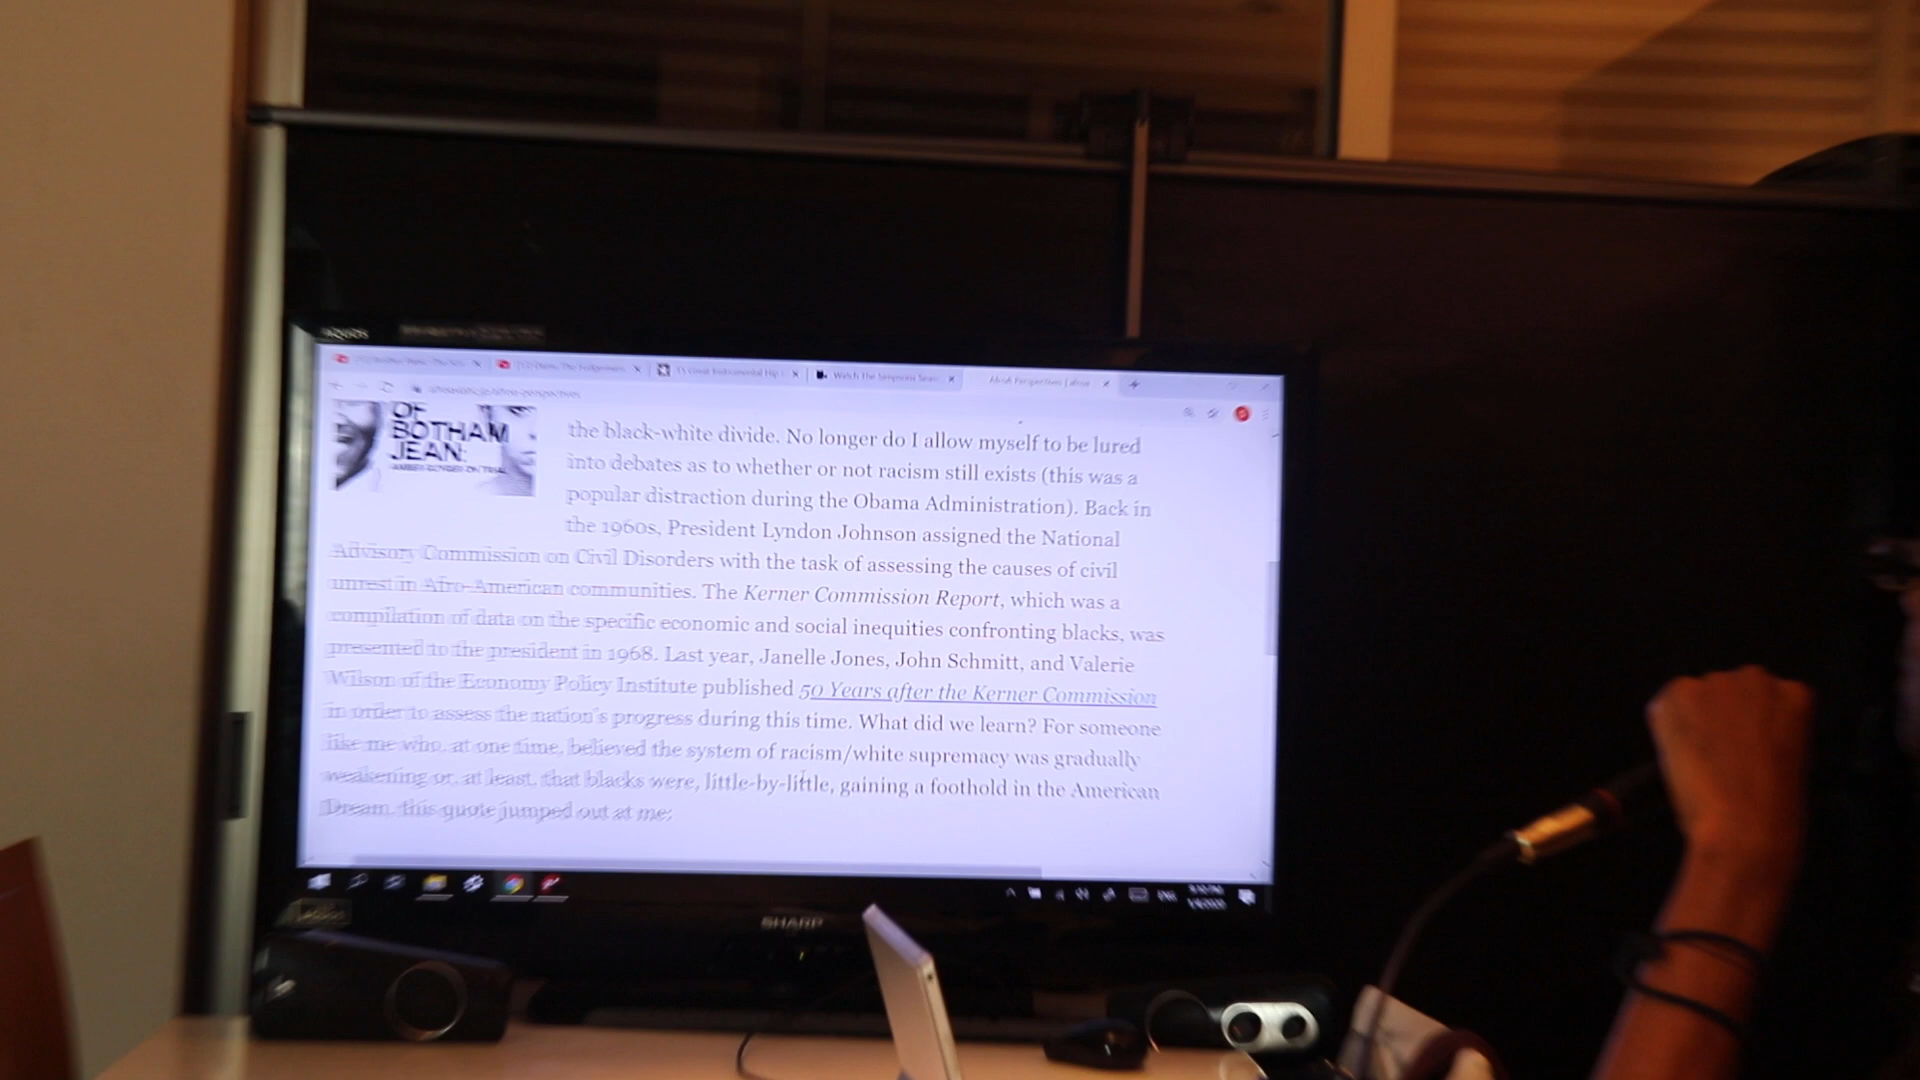 AQUOS
Watch The Simpsons
OF
BOTHAM
JEAN:
the black-white divide. No longer do I allow myself to be lured
into debates as to whether or not racism still exists (this was a
popular distraction during the Obama Administration). Back in
the 1960s, President Lyndon Johnson assigned the National
Advisory Commission on Civil Disorders with the task of assessing the causes of civil
unrest in Afro-American communities. The Kerner Commission Report, which was a
compilation of data on the specific economic and social inequities confronting blacks, was
presented to the president in 1968. Last year, Janelle Jones, John Schmitt, and Valerie
Wilson of the Economy Policy Institute published 50 Years after the Kerner Commission
in order to assess the nation's progress during this time. What did we learn? For someone
like me who, at one time, believed the system of racism/white supremacy was gradually
weakening or, at least, that blacks were, little-by-little, gaining a foothold in the American
Dream, this quote jumped out at me:
ENG
SHARP